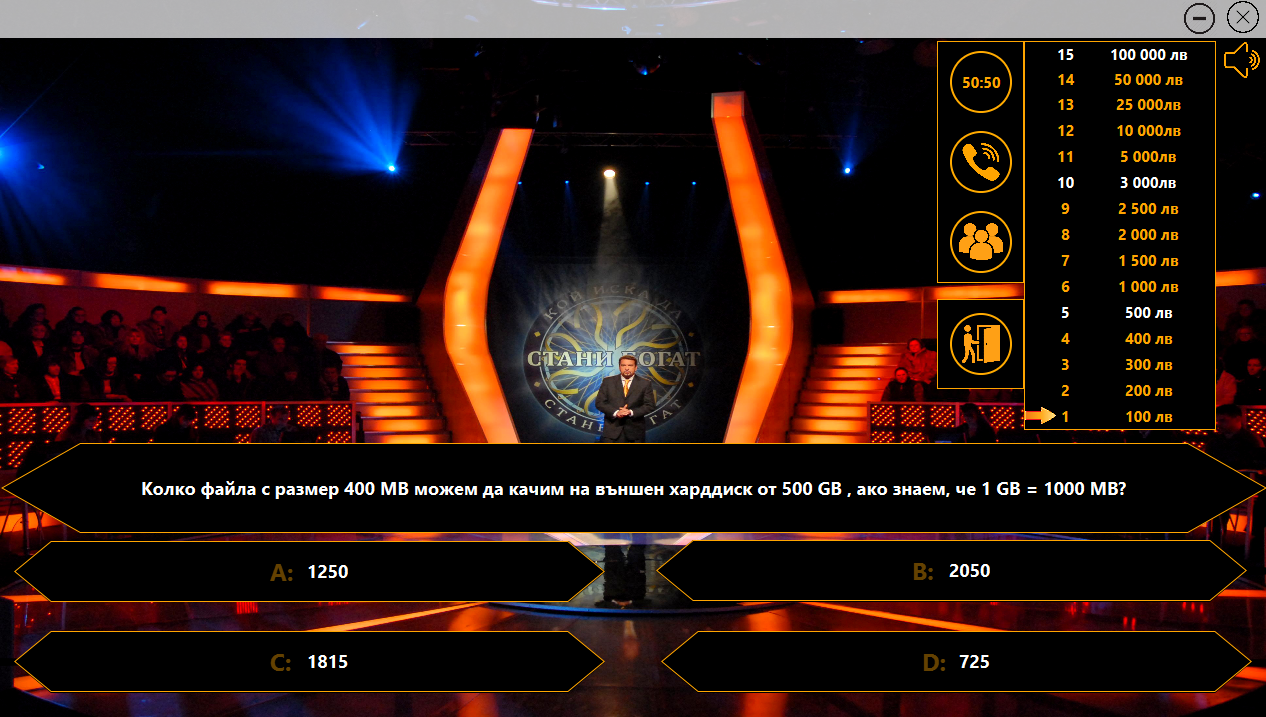 50:50
15 100 000 лв
14 50 000 лв
13 25 000лв
12 10 000лв
11 5 000лв
10 3 000лв
9 2 500 лв
8 2 000 лв
7 1 500 лв
6 1 000 лв
5 500 лв
4 400 лв
3 300 лв
2 200 лв
1 100 лв
КОЙ ИСКА ДА
СТАНИ БОГАТ
Колко файла с размер 400 MB можем да качим на външен харддиск от 500 GB , ако знаем, че 1 GB = 1000 MB?
A: 1250
B: 2050
C: 1815
D: 725